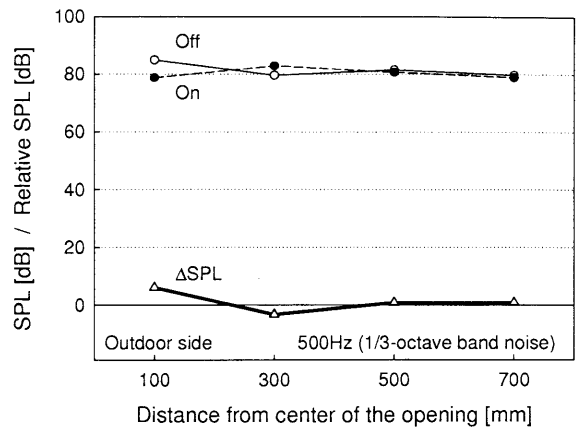 SPL [dB] / Relative SPL [dB]
100
80
60
40
20
0
Off
On
ΔSPL
Outdoor side
500Hz (1/3-octave band noise)
100
300
500
700
Distance from center of the opening [mm]